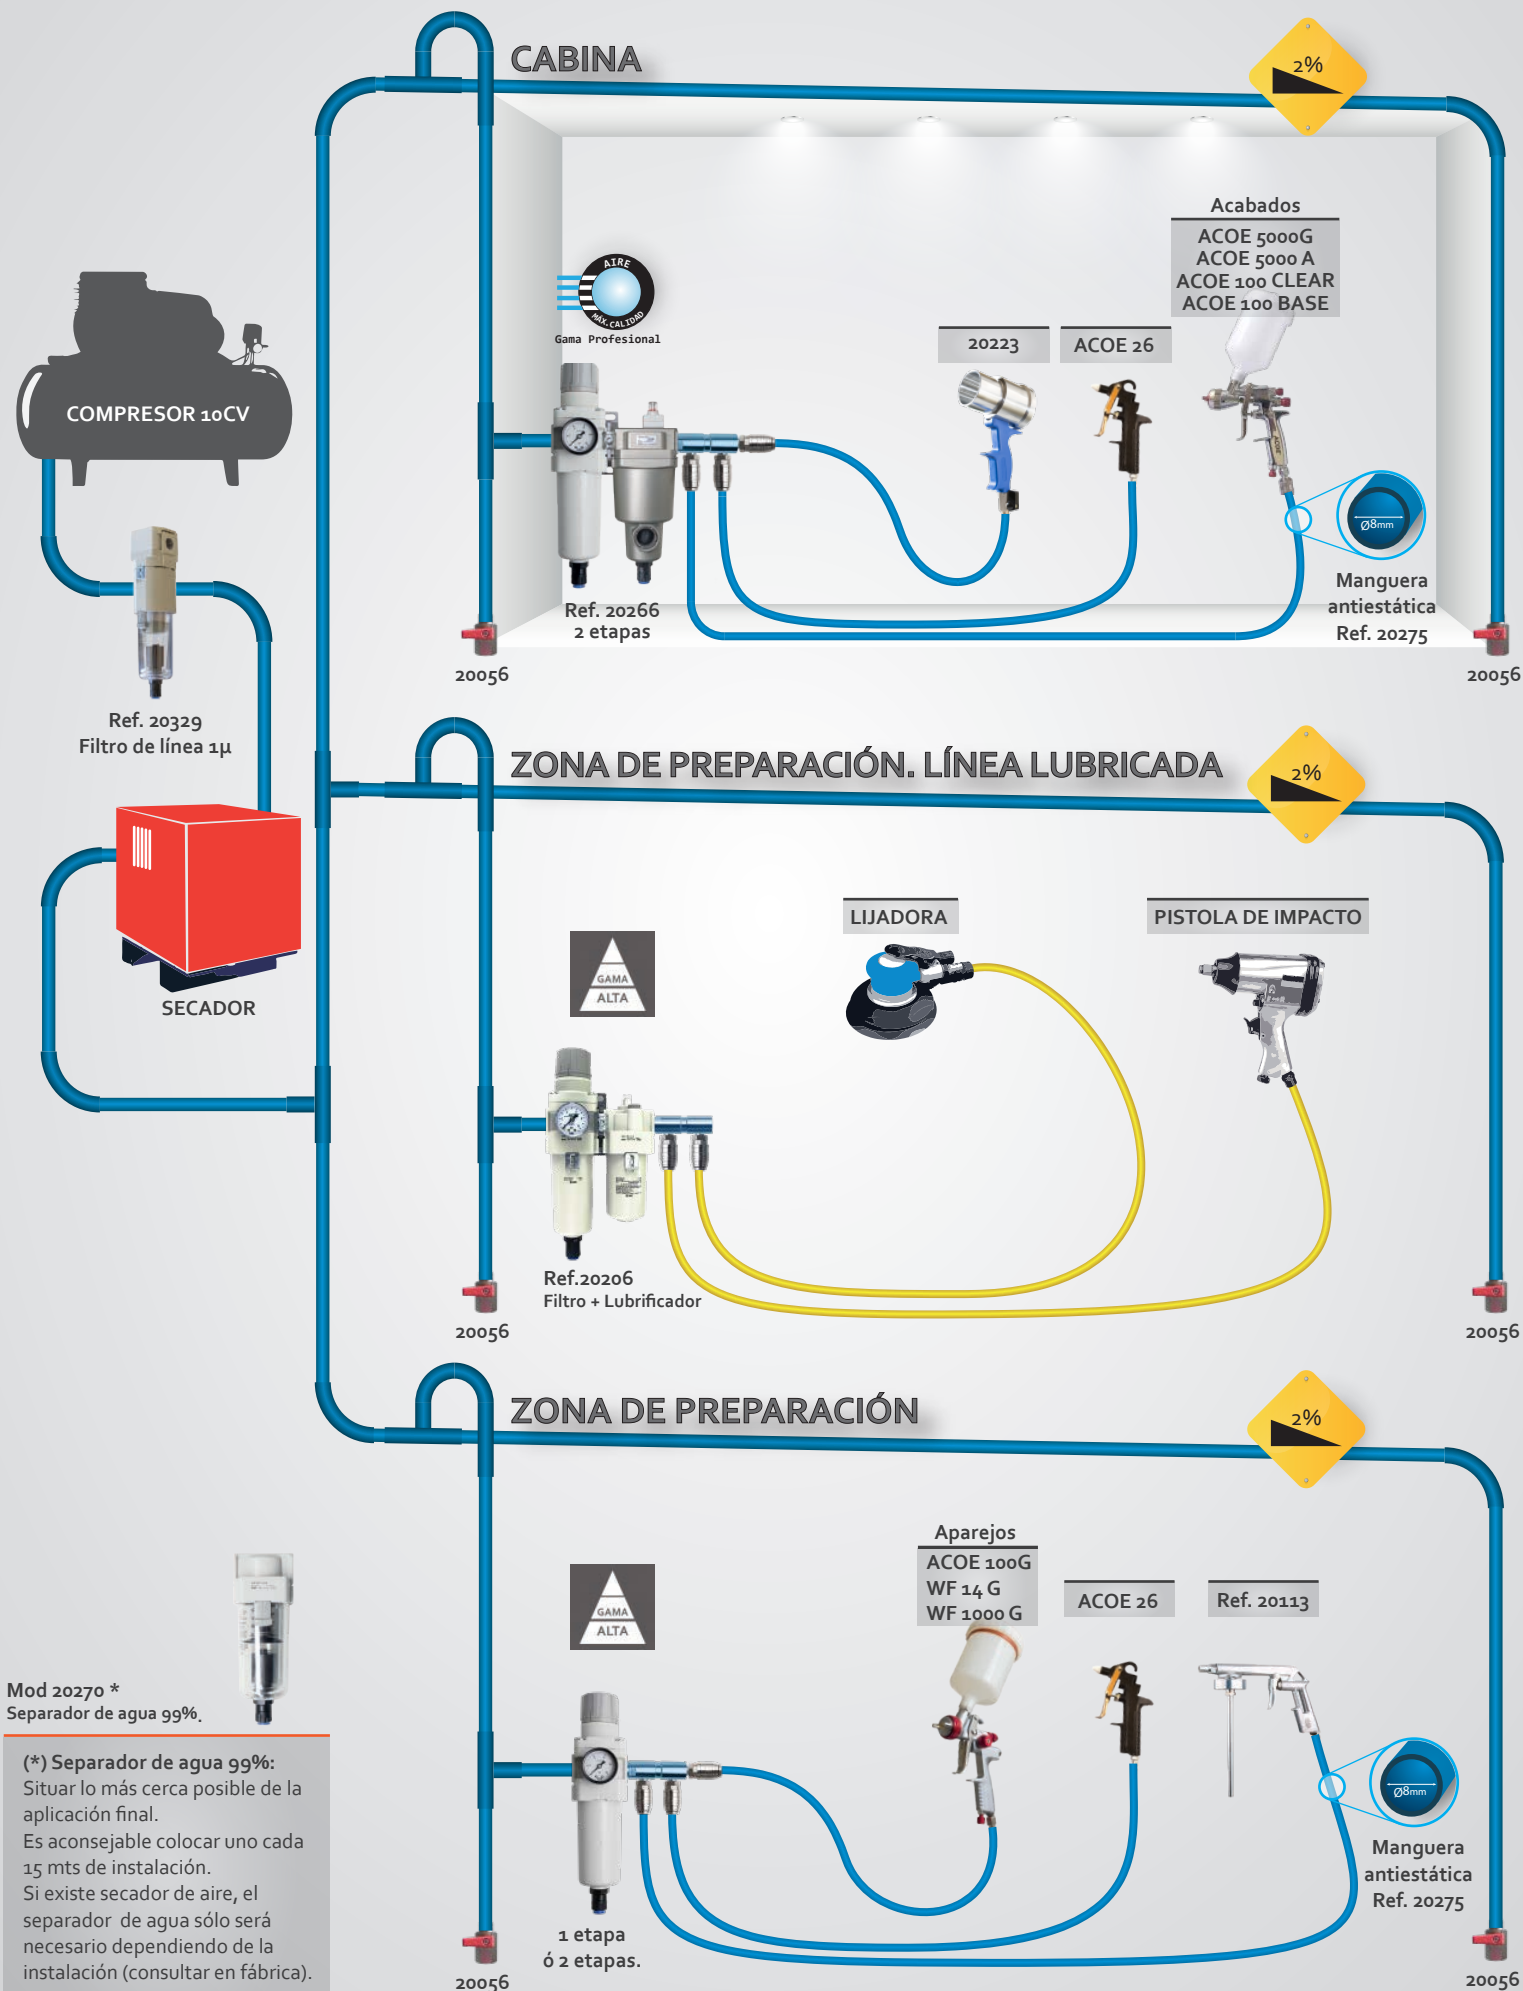 CABINA
2%
Acabados
ACOE 5000G
ACOE 5000 A
ACOE 100 CLEAR
ACOE 100 BASE
AIRE
MÁX.CALIDAD
Gama Profesional
20223
ACOE 26
COMPRESOR 10CV
ACOE
Ø8mm
Manguera
antiestática
Ref. 20275
Ref. 20266
2 etapas
20056
20056
Ref. 20329
Filtro de línea 1µ
ZONA DE PREPARACIÓN. LÍNEA LUBRICADA
2%
LIJADORA
PISTOLA DE IMPACTO
GAMA
ALTA
SECADOR
Ref.20206
Filtro + Lubrificador
20056
20056
ZONA DE PREPARACIÓN
2%
Aparejos
ACOE 100G
WF 14 G
WF 1000 G
ACOE 26
Ref. 20113
GAMA
ALTA
Mod 20270 *
Separador de agua 99%.
(*) Separador de agua 99%:
Situar lo más cerca posible de la
aplicación final.
Es aconsejable colocar uno cada
15 mts de instalación.
Si existe secador de aire, el
separador de agua sólo será
necesario dependiendo de la
instalación (consultar en fábrica).
Ø8mm
Manguera
antiestática
Ref. 20275
1 etapa
ó 2 etapas.
20056
20056